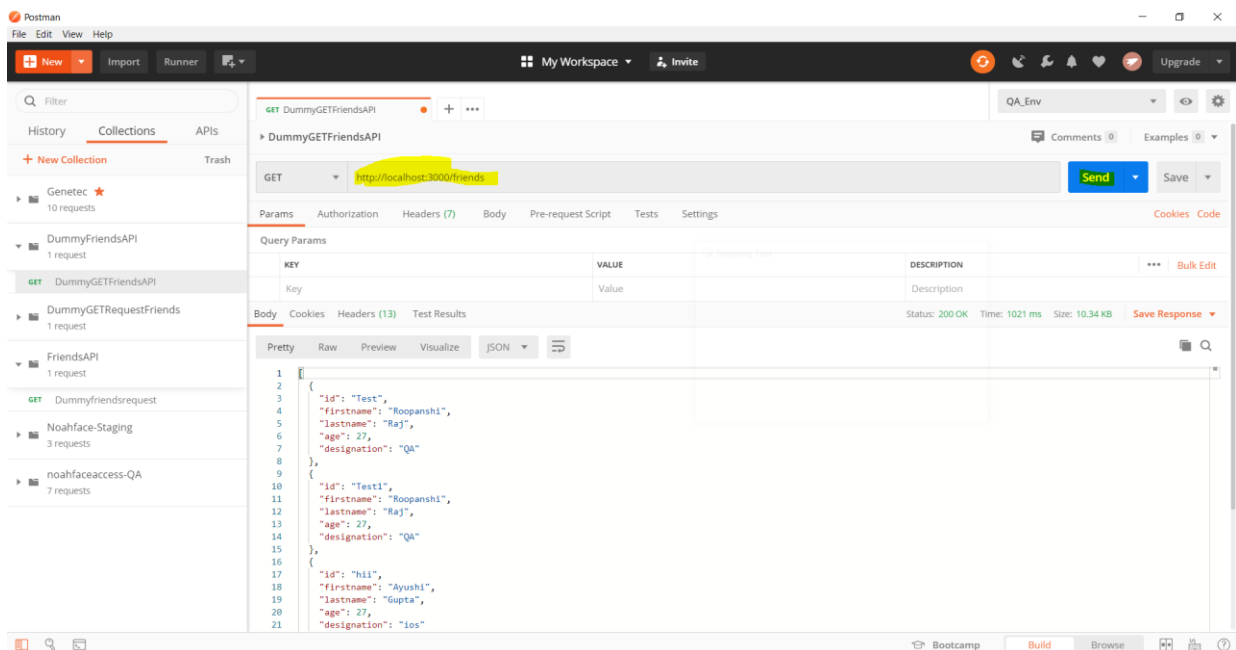 Postman
File Edit View Help
New Import Runner My Workspace Invite Upgrade
Filter
History Collections APIs
+ New Collection Trash
Genetec
10 requests
DummyFriendsAPI
1 request
GET DummyGETFriendsAPI
DummyGETRequestFriends
1 request
FriendsAPI
1 request
GET Dummyfriendsrequest
Noahface-Staging
3 requests
noahfaceaccess-QA
7 requests
GET DummyGETFriendsAPI + ••• QA_Env
DummyGETFriendsAPI Comments 0 Examples 0
GET http://localhost:3000/friends Send Save
Params Authorization Headers (7) Body Pre-request Script Tests Settings Cookies Code
Query Params
KEY VALUE DESCRIPTION ••• Bulk Edit
Key Value Description
Body Cookies Headers (13) Test Results Status: 200 OK Time: 1021 ms Size: 10.34 KB Save Response
Pretty Raw Preview Visualize JSON
1 [
2 {
3 "id": "Test",
4 "firstname": "Roopanshi",
5 "lastname": "Raj",
6 "age": 27,
7 "designation": "QA"
8 },
9 {
10 "id": "Test1",
11 "firstname": "Roopanshi",
12 "lastname": "Raj",
13 "age": 27,
14 "designation": "QA"
15 },
16 {
17 "id": "hii",
18 "firstname": "Ayushi",
19 "lastname": "Gupta",
20 "age": 27,
21 "designation": "ios"
Bootcamp Build Browse